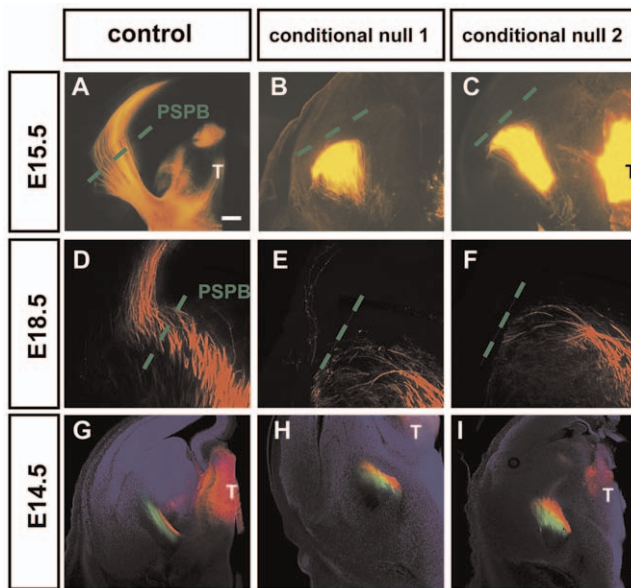 control
conditional null 1
conditional null 2
E15.5
A
PSPB
T
B
C
T
E18.5
D
PSPB
E
F
E14.5
G
T
H
T
I
T